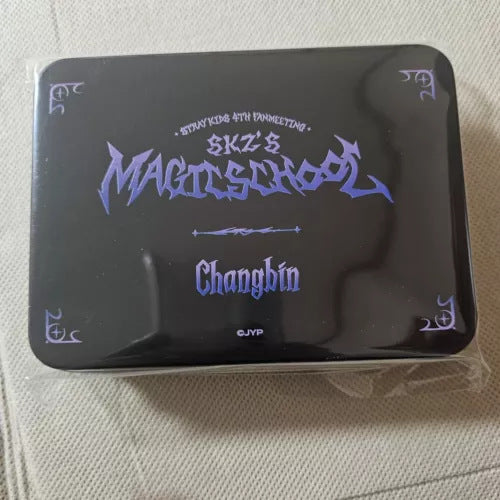 • STRAY KIDS 4TH FANMEETING •
SKZ'S
MAGIC SCHOOL
Changbin
©JYP